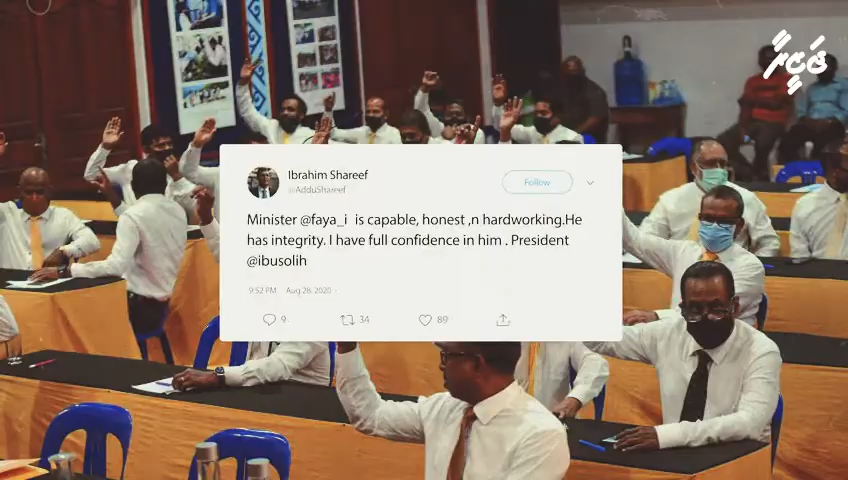 Ibrahim Shareef
@AdduShareef
Follow
Minister @faya_i is capable, honest ,n hardworking.He
has integrity. I have full confidence in him . President
@ibusolih
9:52 PM Aug 28, 2020
9
34
89